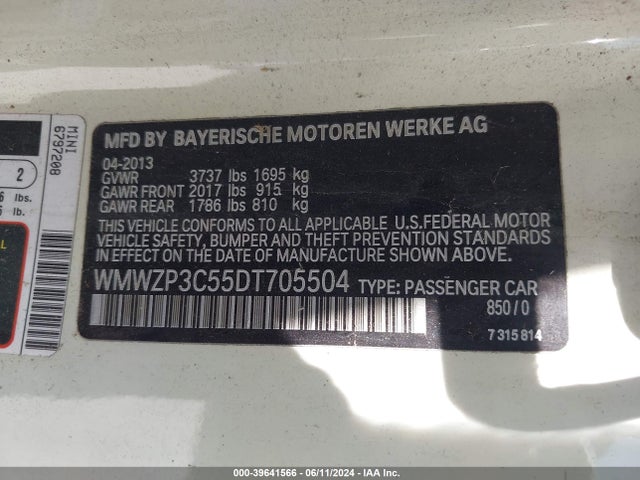 MFD BY BAYERISCHE MOTOREN WERKE AG
04-2013
GVWR 3737 lbs 1695 kg
GAWR FRONT 2017 lbs 915 kg
GAWR REAR 1786 lbs 810 kg
THIS VEHICLE CONFORMS TO ALL APPLICABLE U.S.FEDERAL MOTOR
VEHICLE SAFETY, BUMPER AND THEFT PREVENTION STANDARDS
IN EFFECT ON THE DATE OF MANUFACTURE SHOWN ABOVE.
WMWZP3C55DT705504 TYPE: PASSENGER CAR
850/0
7 315 814
MINI
6797208
2
lbs.
lb.
000-39641566 - 06/11/2024 - IAA Inc.